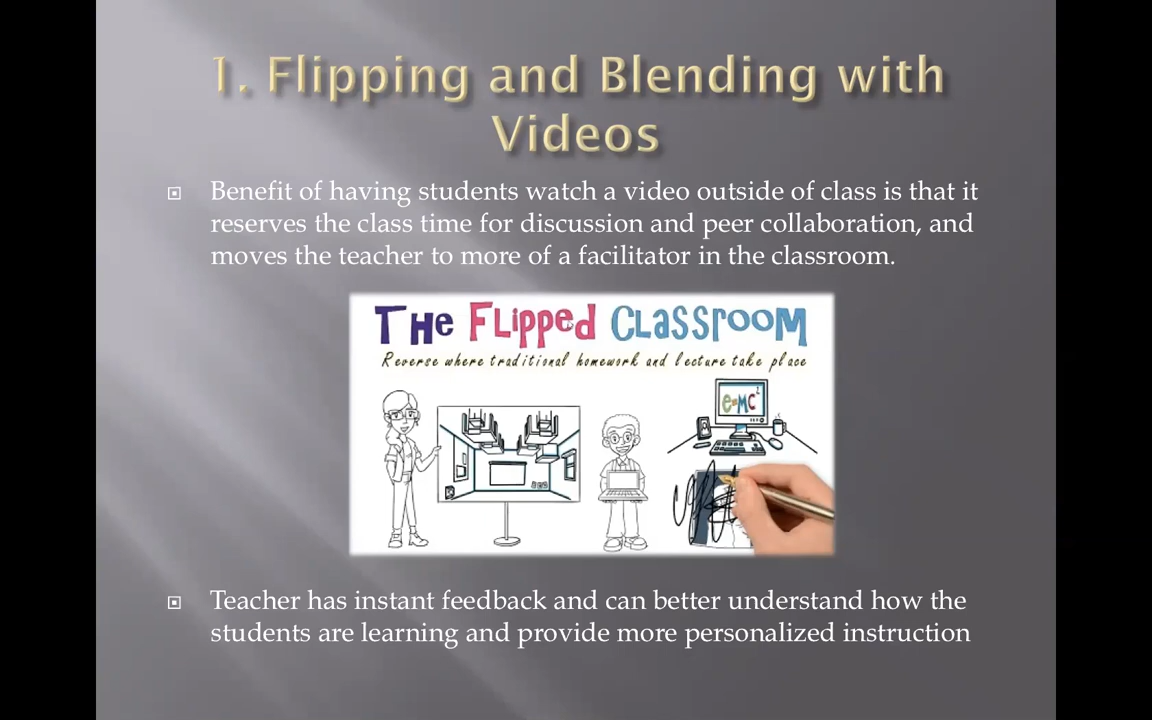 1. Flipping and Blending with
Videos
Benefit of having students watch a video outside of class is that it
reserves the class time for discussion and peer collaboration, and
moves the teacher to more of a facilitator in the classroom.
THe FLipped CLassrooM
Reverse where traditional homework and lecture take place
e=MC²
Teacher has instant feedback and can better understand how the
students are learning and provide more personalized instruction